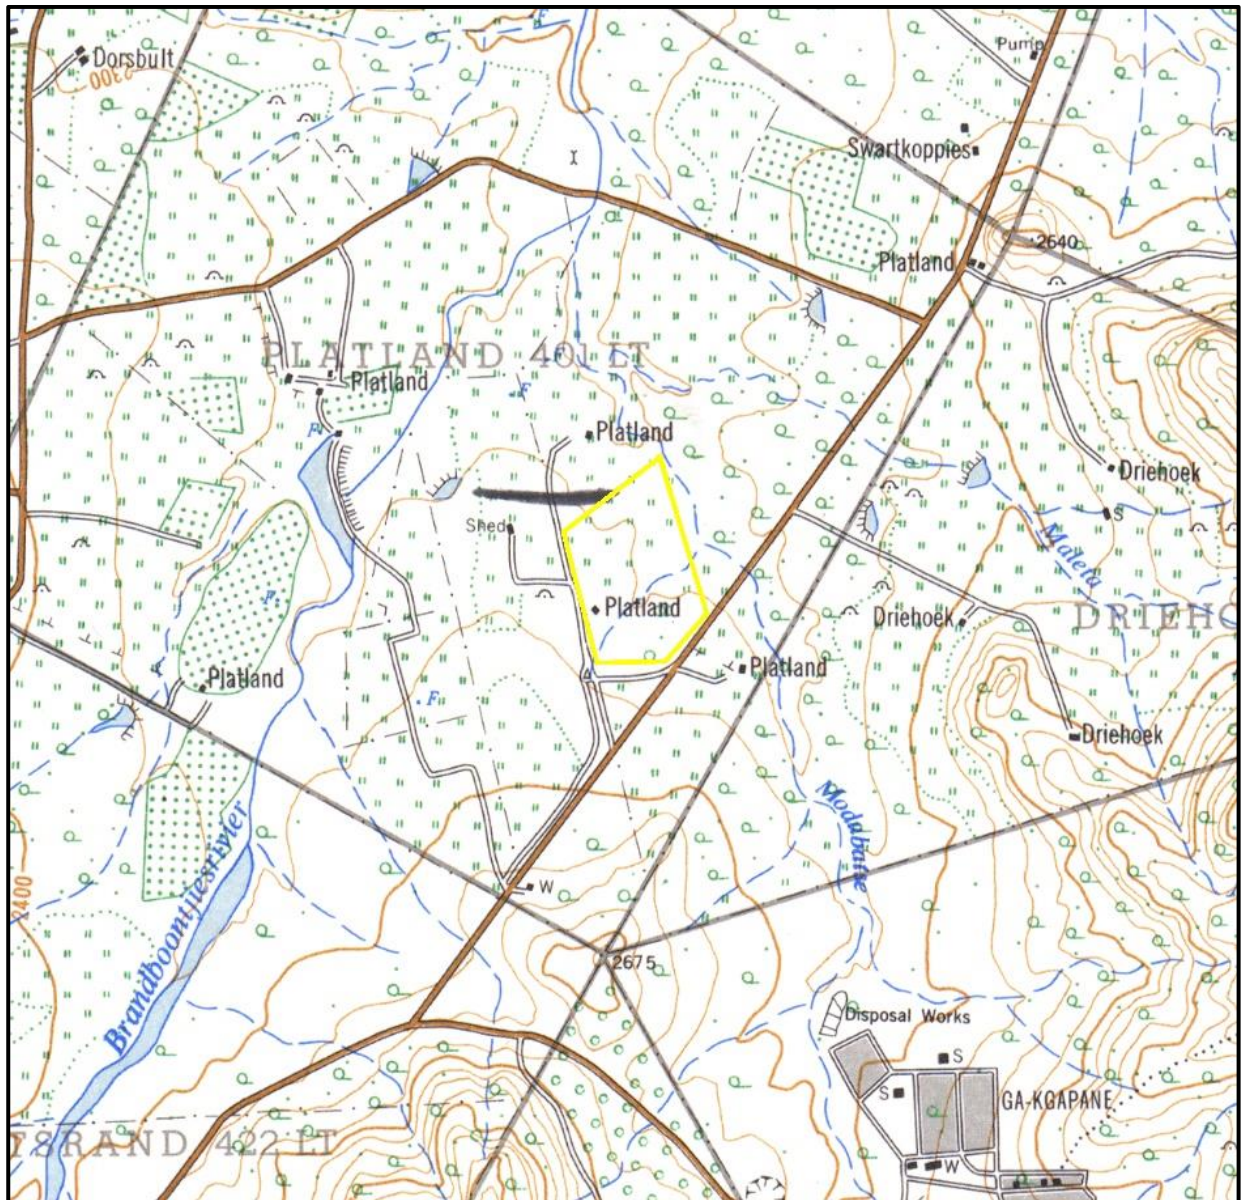 F
Pump
Dorsbult
2300
Swartkoppies
2640
Platland
PLATLAND 401 LT
F
Platland
F
F
Platland
Driehoek
S
Shed
Maleta
F
Platland
Driehoek
DRIEHO
Platland
Platland
F
Driehoek
Modubatse
Brandboontjiesrivier
2400
W
2675
Disposal Works
S
S
GA-KGAPANE
TSRAND 422 LT
W